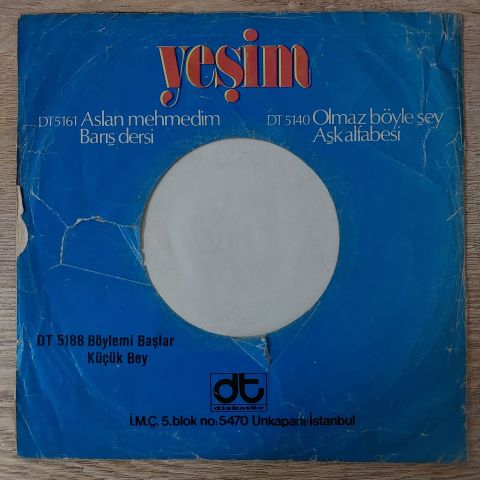 yeşim
DT 5161 Aslan mehmedim
Barış dersi
DT 5140 Olmaz böyle şey
Aşk alfabesi
DT 5188 Böylemi Başlar
Küçük Bey
dt
diskotür
İ.M.Ç. 5.blok no:5470 Unkapanı/İstanbul